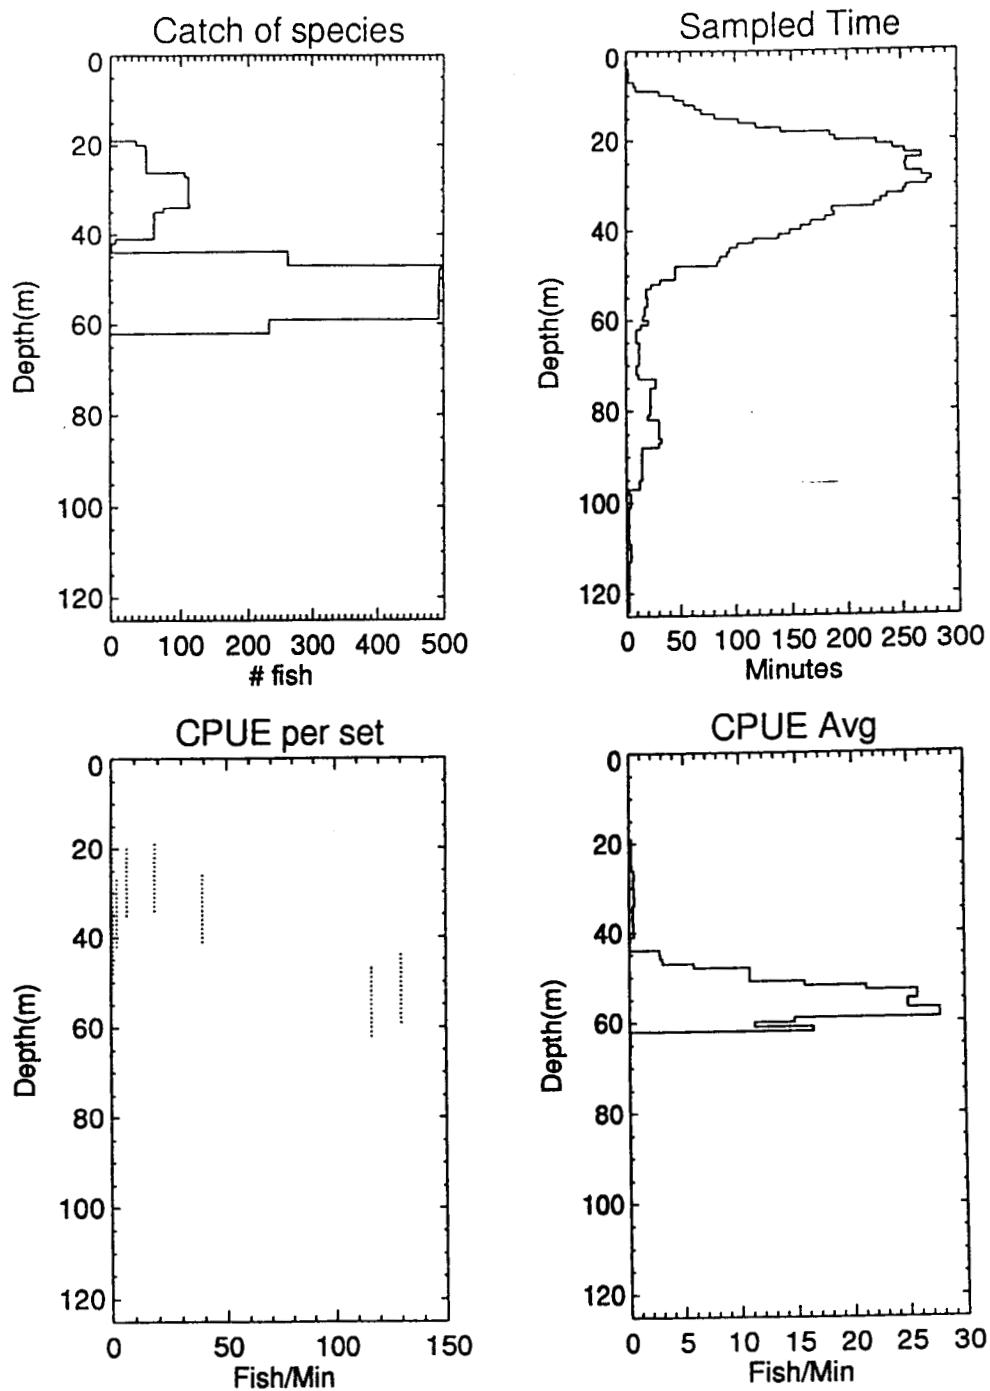 Catch of species
0
20
40
60
80
100
120
Depth(m)
0 100 200 300 400 500
# fish
Sampled Time
0
20
40
60
80
100
120
Depth(m)
0 50 100 150 200 250 300
Minutes
CPUE per set
0
20
40
60
80
100
120
Depth(m)
0 50 100 150
Fish/Min
CPUE Avg
0
20
40
60
80
100
120
Depth(m)
0 5 10 15 20 25 30
Fish/Min